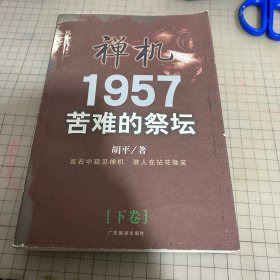 禅机
1957
苦难的祭坛
胡平/著
反右中窥见禅机 谁人在拈花微笑
[下卷]
广东旅游出版社